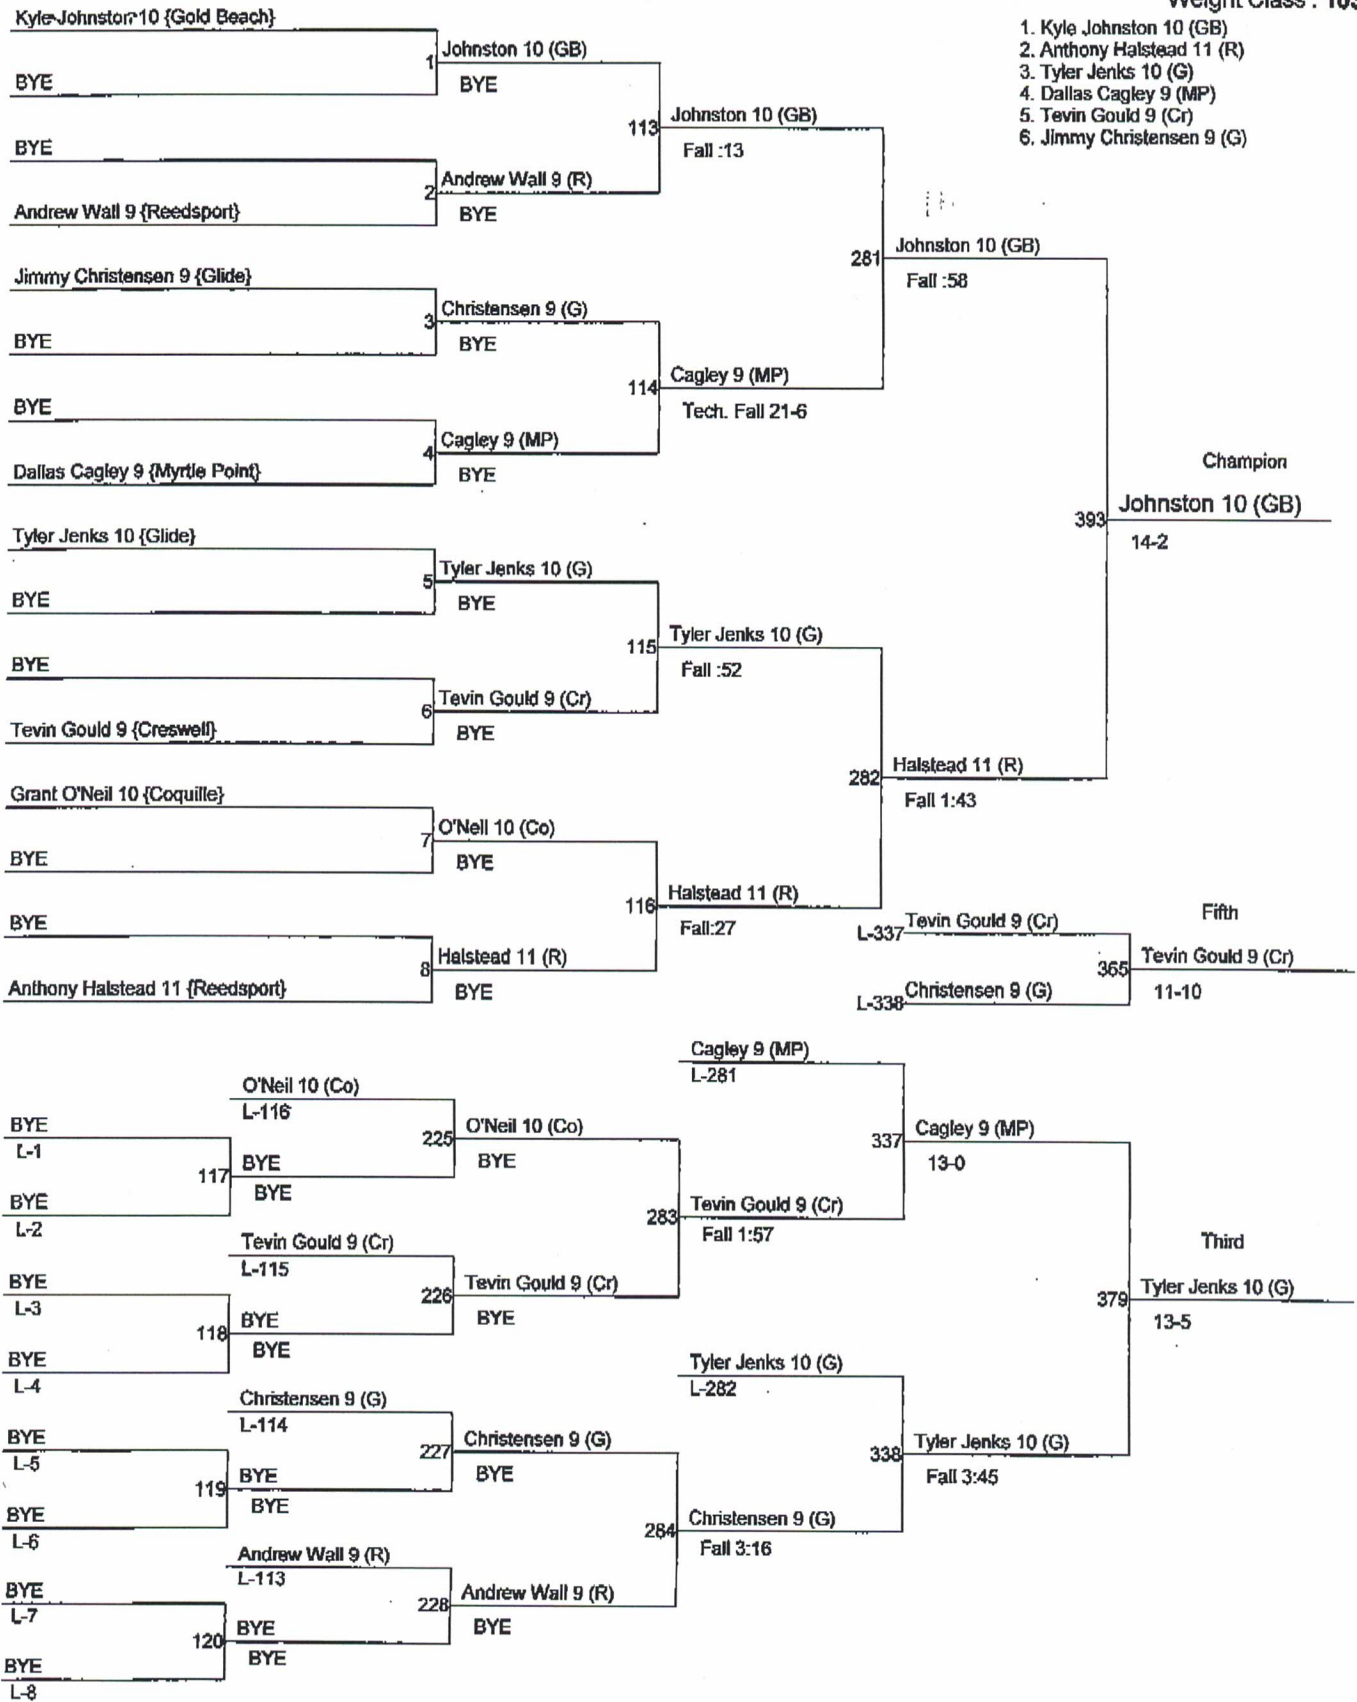 Weight Class : 103
1. Kyle Johnston 10 (GB)
2. Anthony Halstead 11 (R)
3. Tyler Jenks 10 (G)
4. Dallas Cagley 9 (MP)
5. Tevin Gould 9 (Cr)
6. Jimmy Christensen 9 (G)
Kyle Johnston 10 {Gold Beach}
1
Johnston 10 (GB)
BYE
BYE
113
Johnston 10 (GB)
Fall :13
BYE
2
Andrew Wall 9 (R)
BYE
Andrew Wall 9 {Reedsport}
281
Johnston 10 (GB)
Fall :58
Jimmy Christensen 9 {Glide}
3
Christensen 9 (G)
BYE
BYE
114
Cagley 9 (MP)
Tech. Fall 21-6
BYE
4
Cagley 9 (MP)
BYE
Dallas Cagley 9 {Myrtle Point}
Champion
393
Johnston 10 (GB)
14-2
Tyler Jenks 10 {Glide}
5
Tyler Jenks 10 (G)
BYE
BYE
115
Tyler Jenks 10 (G)
Fall :52
BYE
6
Tevin Gould 9 (Cr)
BYE
Tevin Gould 9 {Creswell}
282
Halstead 11 (R)
Fall 1:43
Grant O'Neil 10 {Coquille}
7
O'Neil 10 (Co)
BYE
BYE
116
Halstead 11 (R)
Fall:27
BYE
8
Halstead 11 (R)
BYE
Anthony Halstead 11 {Reedsport}
Fifth
L-337
Tevin Gould 9 (Cr)
365
Tevin Gould 9 (Cr)
11-10
L-338
Christensen 9 (G)
Cagley 9 (MP)
L-281
O'Neil 10 (Co)
L-116
BYE
L-1
225
O'Neil 10 (Co)
BYE
337
Cagley 9 (MP)
13-0
117
BYE
BYE
BYE
L-2
283
Tevin Gould 9 (Cr)
Fall 1:57
Tevin Gould 9 (Cr)
L-115
BYE
L-3
226
Tevin Gould 9 (Cr)
BYE
118
BYE
BYE
BYE
L-4
Third
379
Tyler Jenks 10 (G)
13-5
Tyler Jenks 10 (G)
L-282
Christensen 9 (G)
L-114
BYE
L-5
227
Christensen 9 (G)
BYE
338
Tyler Jenks 10 (G)
Fall 3:45
119
BYE
BYE
BYE
L-6
284
Christensen 9 (G)
Fall 3:16
Andrew Wall 9 (R)
L-113
BYE
L-7
228
Andrew Wall 9 (R)
BYE
120
BYE
BYE
BYE
L-8